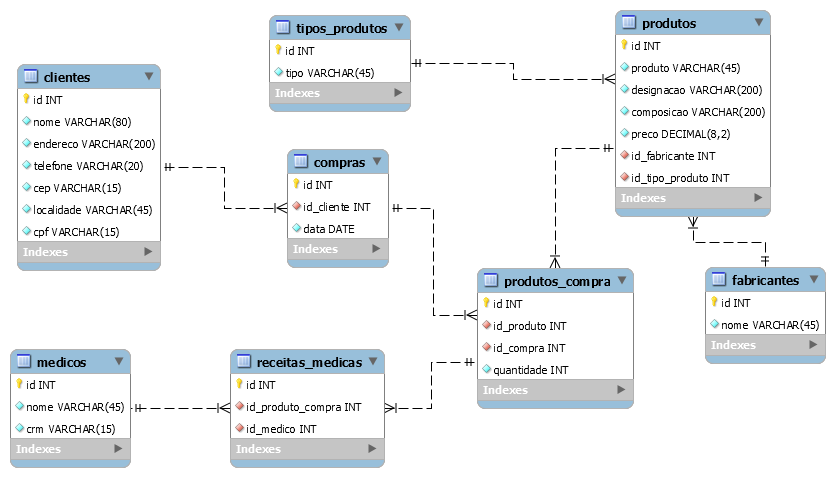 tipos_produtos
id INT
tipo VARCHAR(45)
Indexes
produtos
id INT
produto VARCHAR(45)
designacao VARCHAR(200)
composicao VARCHAR(200)
preco DECIMAL(8,2)
id_fabricante INT
id_tipo_produto INT
Indexes
clientes
id INT
nome VARCHAR(80)
endereco VARCHAR(200)
telefone VARCHAR(20)
cep VARCHAR(15)
localidade VARCHAR(45)
cpf VARCHAR(15)
Indexes
compras
id INT
id_cliente INT
data DATE
Indexes
produtos_compra
id INT
id_produto INT
id_compra INT
quantidade INT
Indexes
fabricantes
id INT
nome VARCHAR(45)
Indexes
medicos
id INT
nome VARCHAR(45)
crm VARCHAR(15)
Indexes
receitas_medicas
id INT
id_produto_compra INT
id_medico INT
Indexes